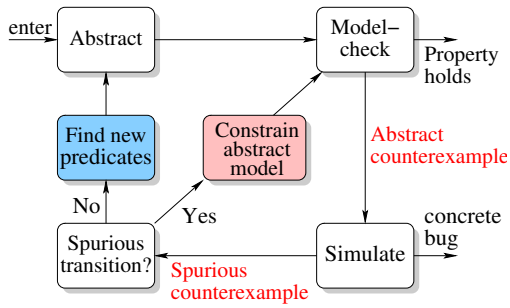 enter
Abstract
Model−
check
Property
holds
Find new
predicates
Constrain
abstract
model
Abstract
counterexample
No
Yes
concrete
bug
Spurious
transition?
Simulate
Spurious
counterexample